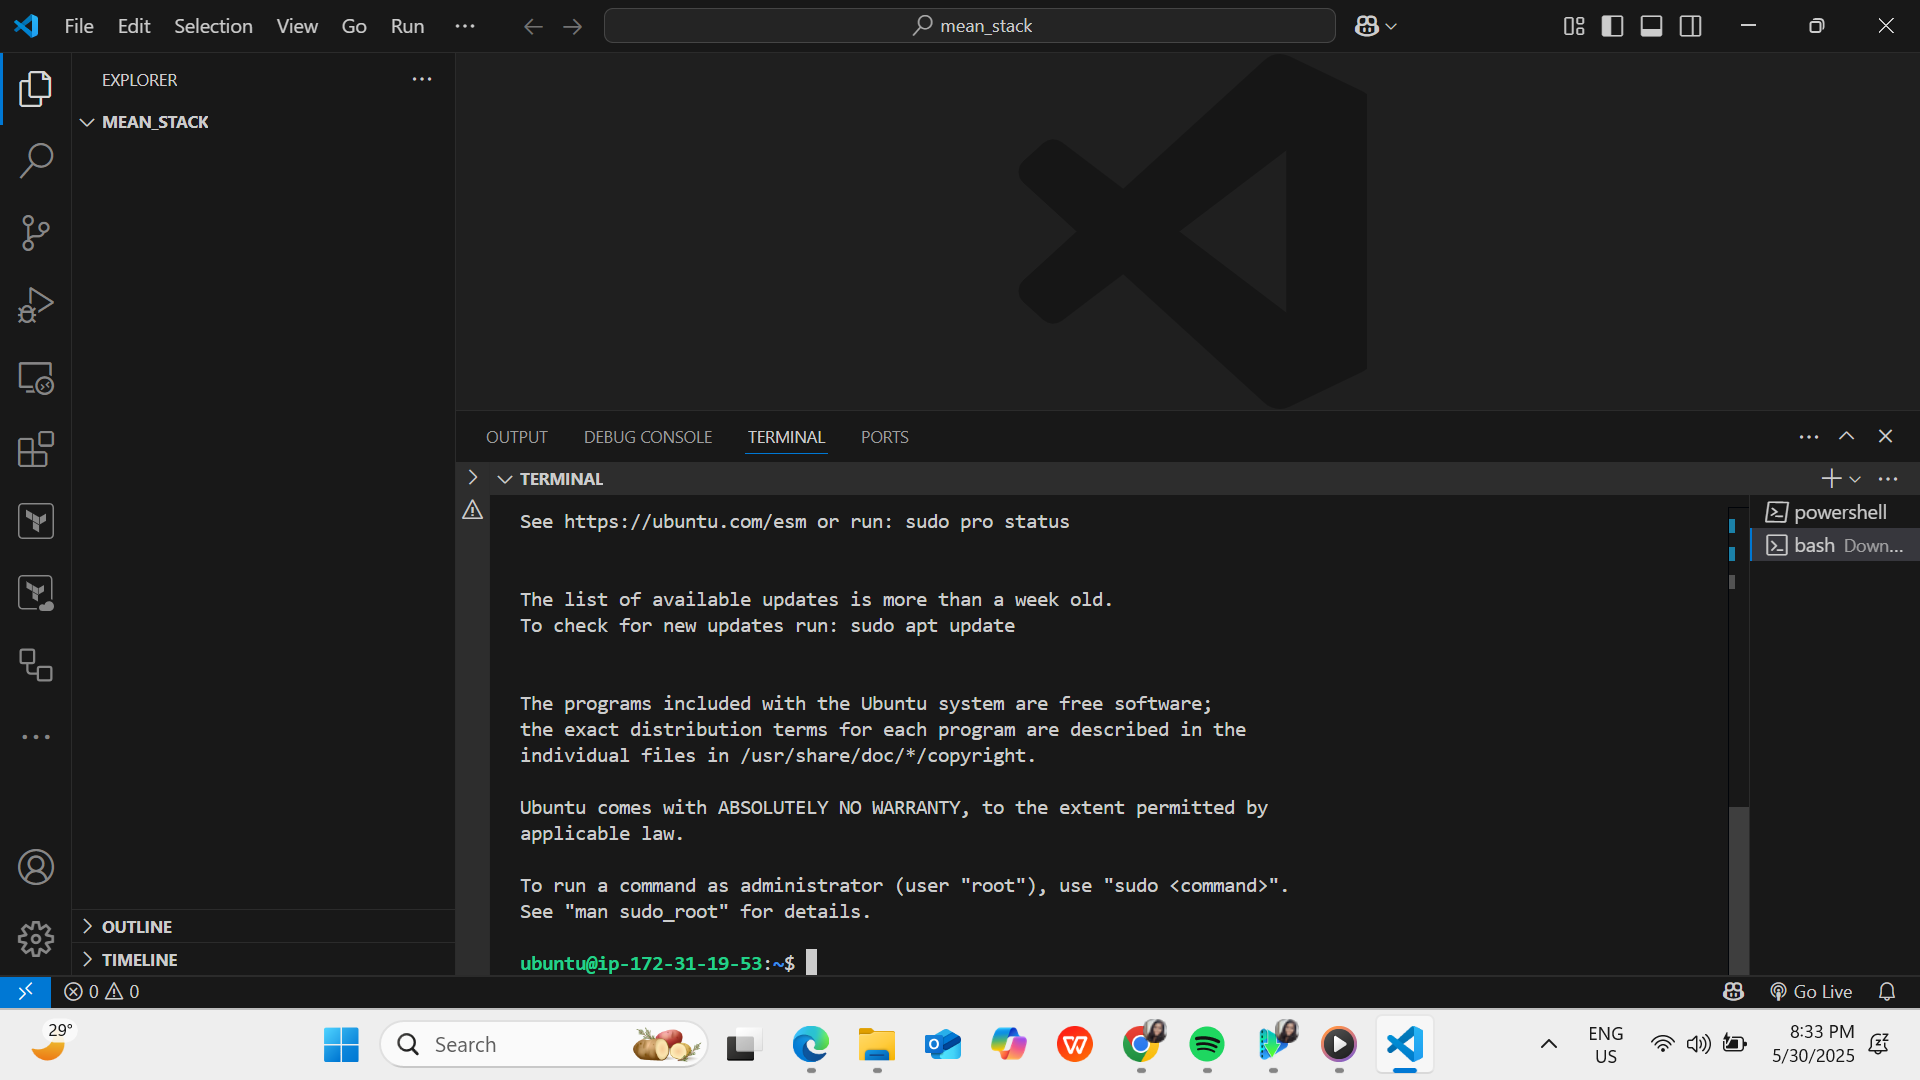 File Edit Selection View Go Run ···
mean_stack
EXPLORER
MEAN_STACK
OUTPUT DEBUG CONSOLE TERMINAL PORTS
TERMINAL
See https://ubuntu.com/esm or run: sudo pro status
The list of available updates is more than a week old.
To check for new updates run: sudo apt update
The programs included with the Ubuntu system are free software;
the exact distribution terms for each program are described in the
individual files in /usr/share/doc/*/copyright.
Ubuntu comes with ABSOLUTELY NO WARRANTY, to the extent permitted by
applicable law.
To run a command as administrator (user "root"), use "sudo <command>".
See "man sudo_root" for details.
ubuntu@ip-172-31-19-53:~$
powershell
bash Down...
OUTLINE
TIMELINE
0 0
Go Live
29°
Search
ENG
US
8:33 PM
5/30/2025